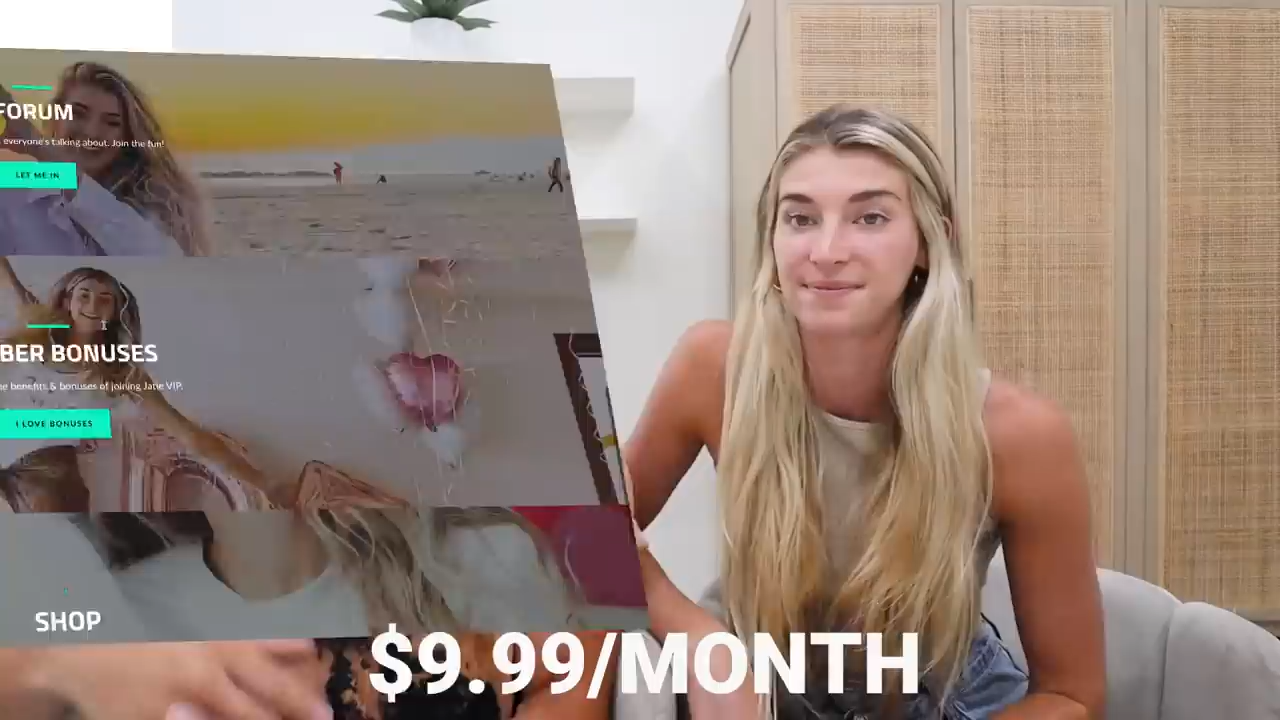 FORUM
everyone's talking about. Join the fun!
LET ME IN
BER BONUSES
benefits & bonuses of joining Jatie VIP.
I LOVE BONUSES
SHOP
$9.99/MONTH